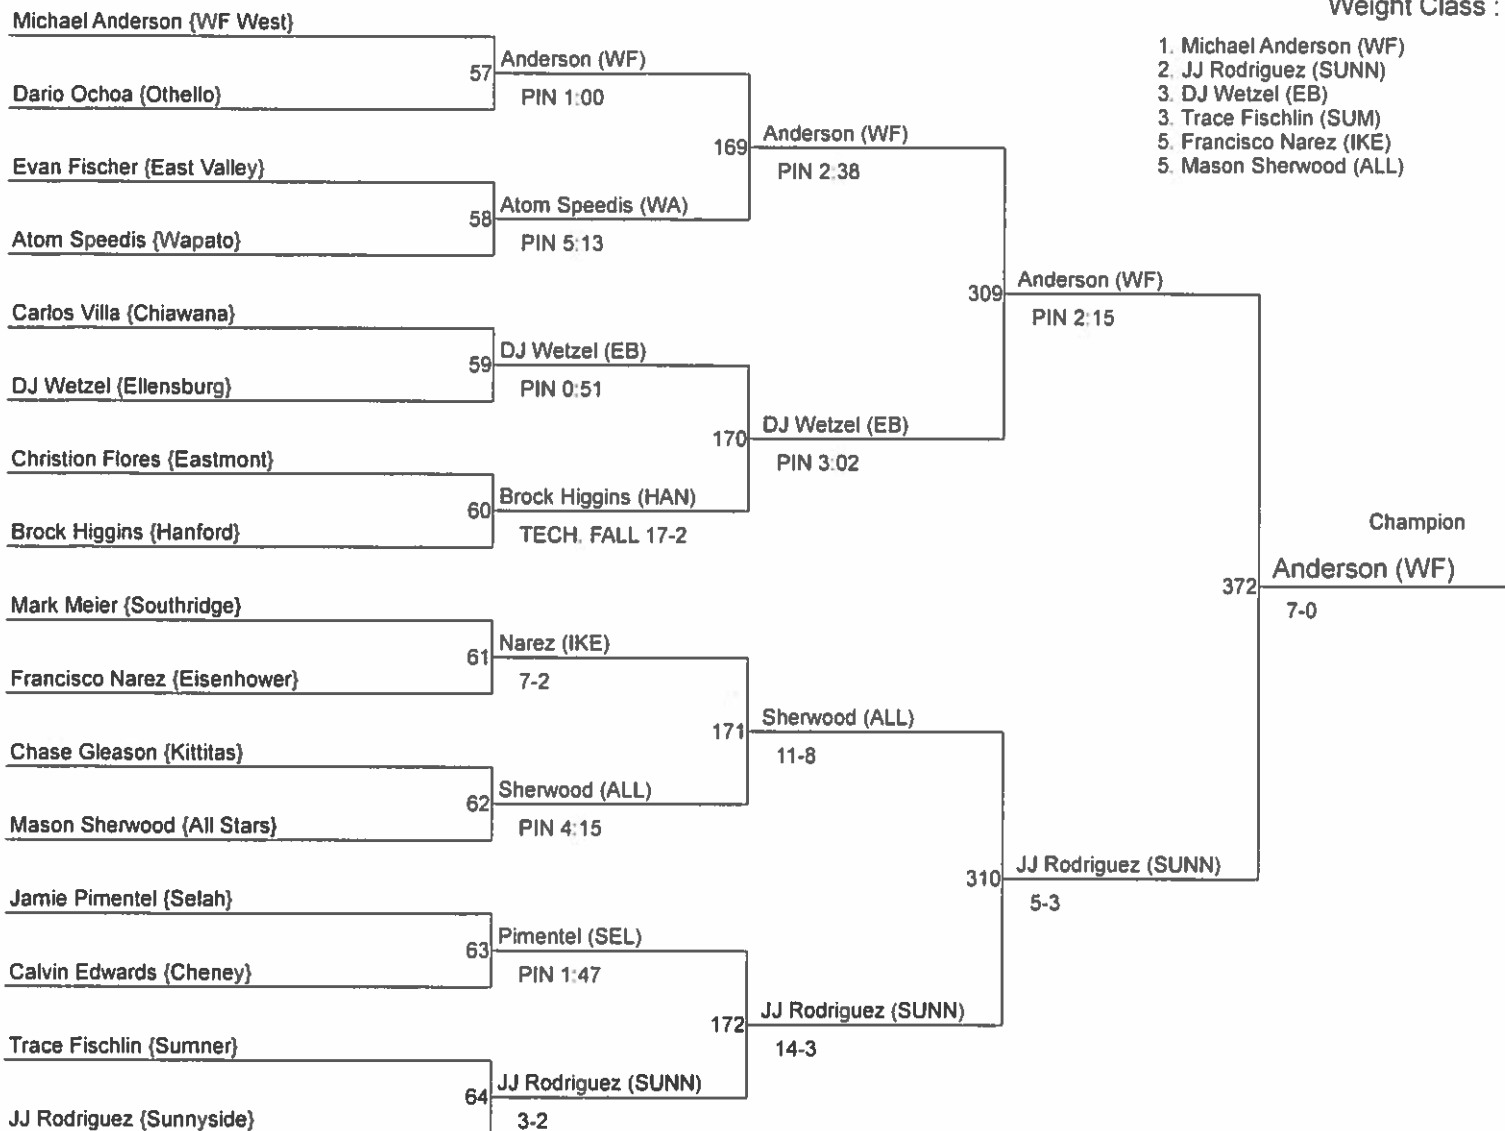 Weight Class :
1. Michael Anderson (WF)
2. JJ Rodriguez (SUNN)
3. DJ Wetzel (EB)
3. Trace Fischlin (SUM)
5. Francisco Narez (IKE)
5. Mason Sherwood (ALL)
Michael Anderson {WF West}
57 Anderson (WF)
Dario Ochoa {Othello}
PIN 1:00
169 Anderson (WF)
PIN 2:38
Evan Fischer {East Valley}
58 Atom Speedis (WA)
Atom Speedis {Wapato}
PIN 5:13
309 Anderson (WF)
PIN 2:15
Carlos Villa {Chiawana}
59 DJ Wetzel (EB)
DJ Wetzel {Ellensburg}
PIN 0:51
170 DJ Wetzel (EB)
PIN 3:02
Christion Flores {Eastmont}
60 Brock Higgins (HAN)
Brock Higgins {Hanford}
TECH. FALL 17-2
Champion
372 Anderson (WF)
7-0
Mark Meier {Southridge}
61 Narez (IKE)
Francisco Narez {Eisenhower}
7-2
171 Sherwood (ALL)
11-8
Chase Gleason {Kittitas}
62 Sherwood (ALL)
Mason Sherwood {All Stars}
PIN 4:15
310 JJ Rodriguez (SUNN)
5-3
Jamie Pimentel {Selah}
63 Pimentel (SEL)
Calvin Edwards {Cheney}
PIN 1:47
172 JJ Rodriguez (SUNN)
14-3
Trace Fischlin {Sumner}
64 JJ Rodriguez (SUNN)
JJ Rodriguez {Sunnyside}
3-2